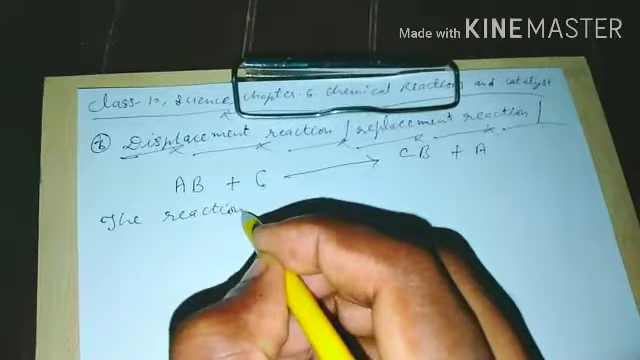 Made with KINEMASTER
Class-10, Science, Chapter-6 Chemical Reactions and Catalyst
Displacement reaction / replacement reaction /
AB + C → CB + A
The reaction